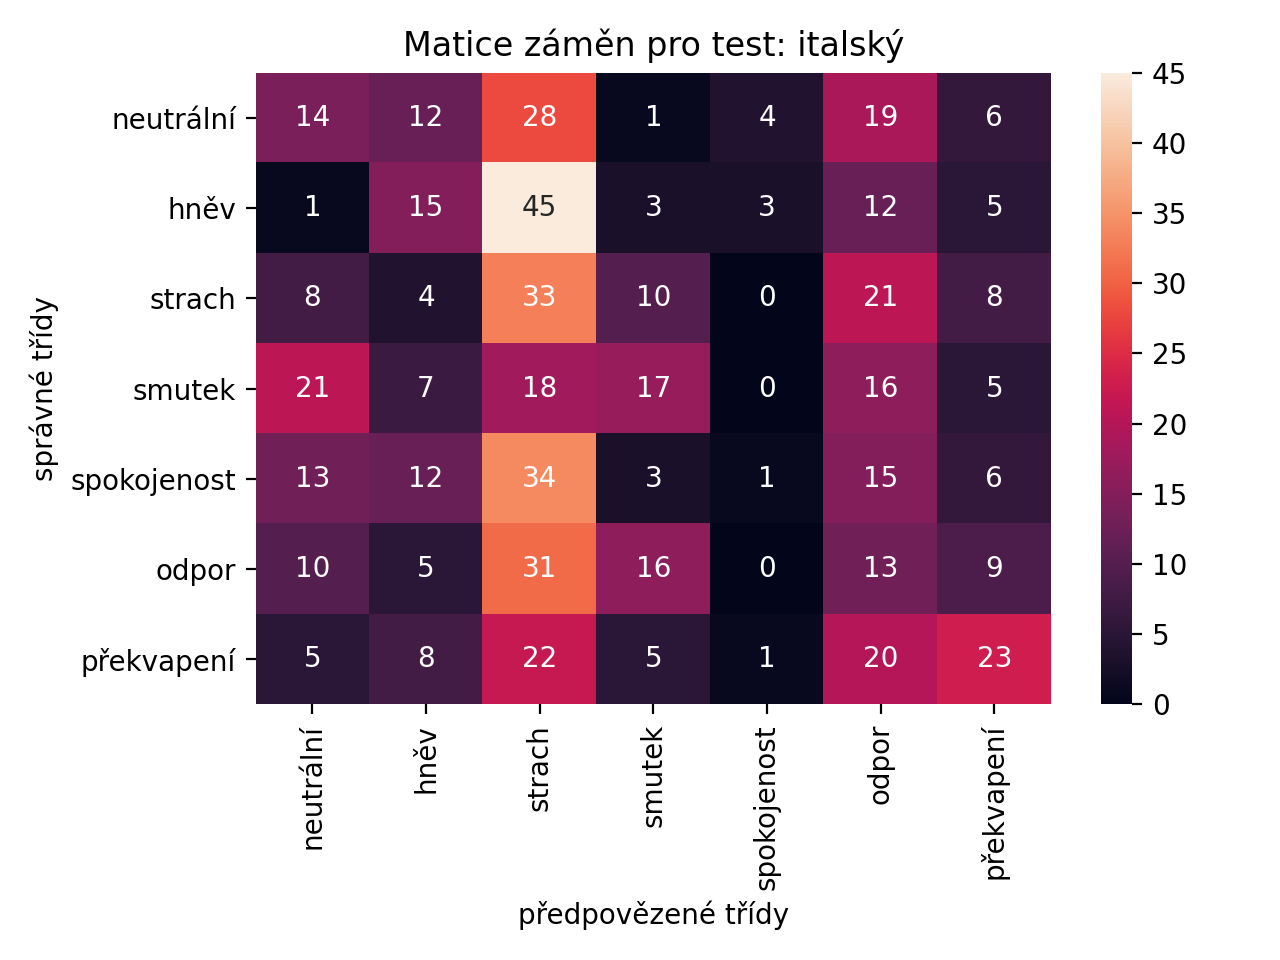 Matice záměn pro test: italský
neutrální 14 12 28 1 4 19 6
hněv 1 15 45 3 3 12 5
strach 8 4 33 10 0 21 8
smutek 21 7 18 17 0 16 5
spokojenost 13 12 34 3 1 15 6
odpor 10 5 31 16 0 13 9
překvapení 5 8 22 5 1 20 23
správné třídy
neutrální hněv strach smutek spokojenost odpor překvapení
předpovězené třídy
45
40
35
30
25
20
15
10
5
0